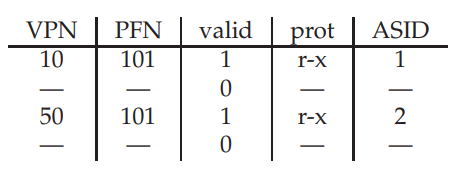 VPN PFN valid prot ASID
10 101 1 r-x 1
— — 0 — —
50 101 1 r-x 2
— — 0 — —